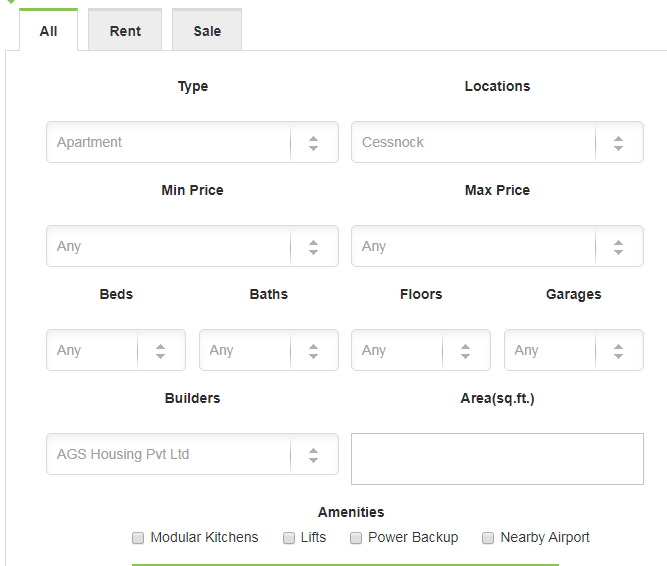 All Rent Sale
Type Locations
Apartment Cessnock
Min Price Max Price
Any Any
Beds Baths Floors Garages
Any Any Any Any
Builders Area(sq.ft.)
AGS Housing Pvt Ltd
Amenities
Modular Kitchens Lifts Power Backup Nearby Airport